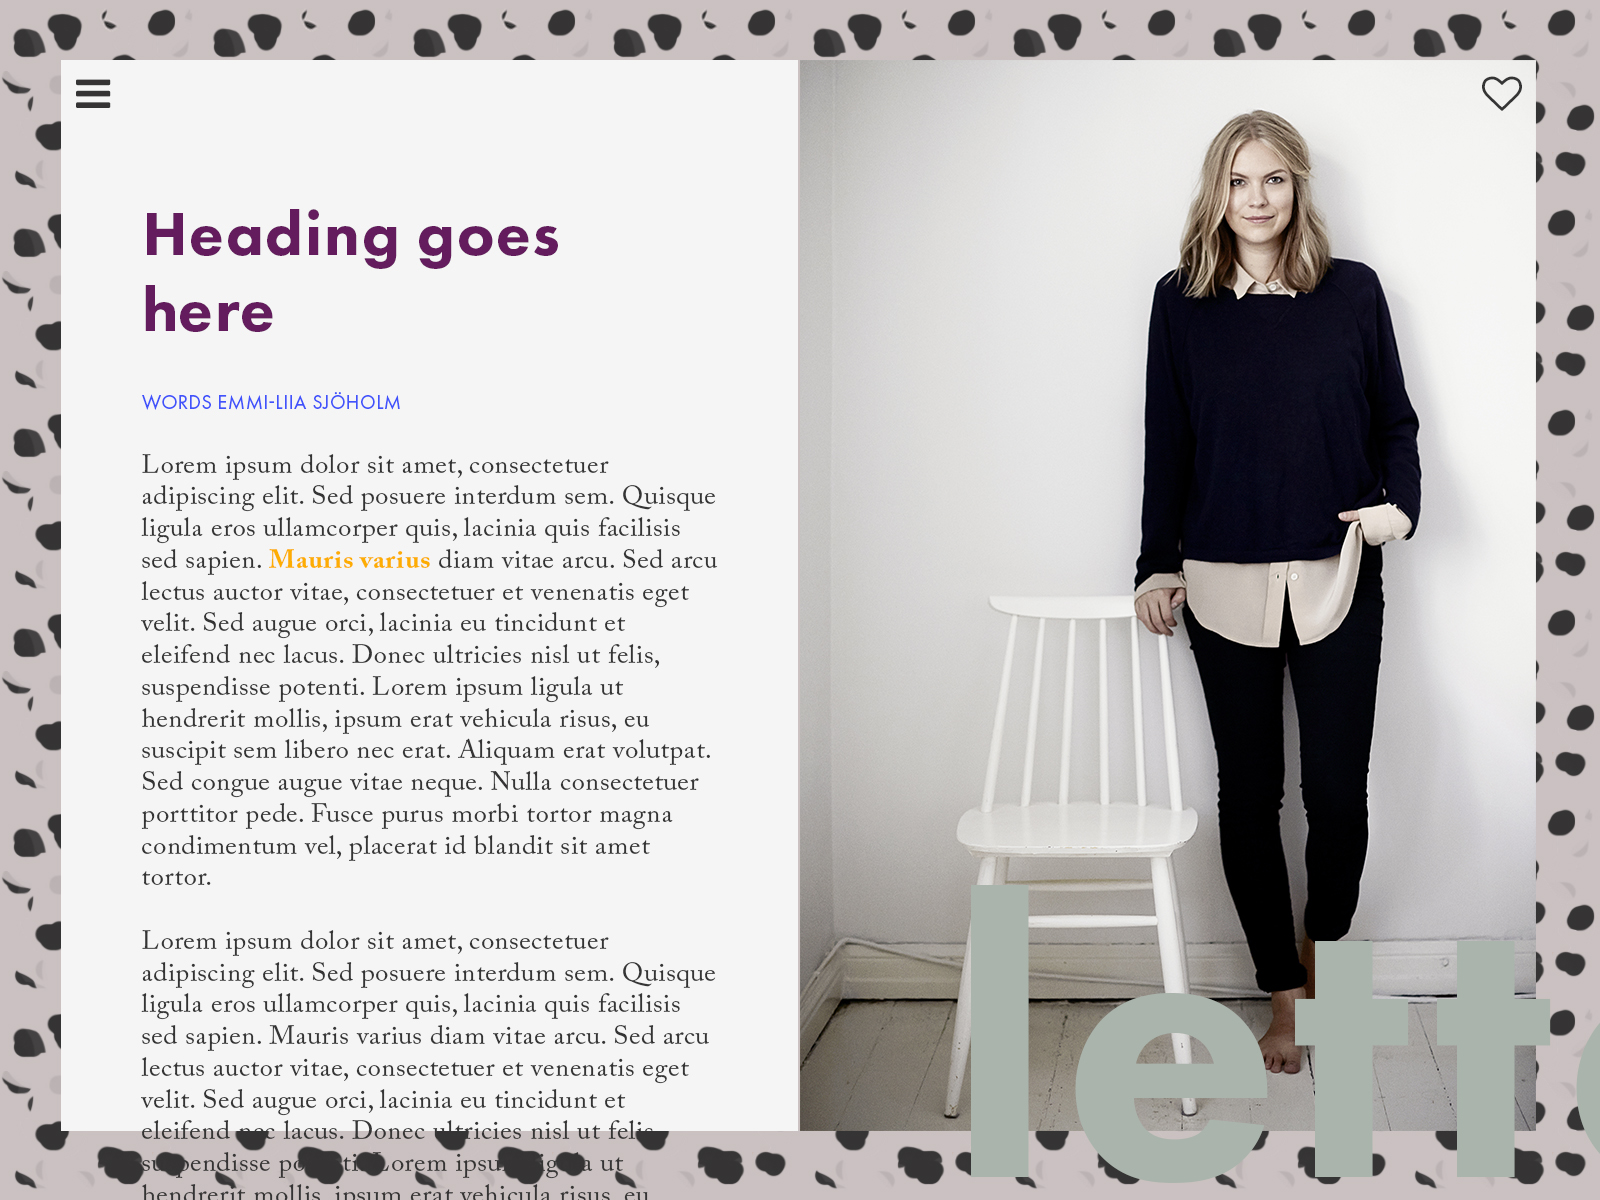 Heading goes
here
WORDS EMMI-LIIA SJÖHOLM
Lorem ipsum dolor sit amet, consectetuer
adipiscing elit. Sed posuere interdum sem. Quisque
ligula eros ullamcorper quis, lacinia quis facilisis
sed sapien. Mauris varius diam vitae arcu. Sed arcu
lectus auctor vitae, consectetuer et venenatis eget
velit. Sed augue orci, lacinia eu tincidunt et
eleifend nec lacus. Donec ultricies nisl ut felis,
suspendisse potenti. Lorem ipsum ligula ut
hendrerit mollis, ipsum erat vehicula risus, eu
suscipit sem libero nec erat. Aliquam erat volutpat.
Sed congue augue vitae neque. Nulla consectetuer
porttitor pede. Fusce purus morbi tortor magna
condimentum vel, placerat id blandit sit amet
tortor.
Lorem ipsum dolor sit amet, consectetuer
adipiscing elit. Sed posuere interdum sem. Quisque
ligula eros ullamcorper quis, lacinia quis facilisis
sed sapien. Mauris varius diam vitae arcu. Sed arcu
lectus auctor vitae, consectetuer et venenatis eget
velit. Sed augue orci, lacinia eu tincidunt et
eleifend nec lacus. Donec ultricies nisl ut felis,
suspendisse potenti. Lorem ipsum ligula ut
hendrerit mollis, ipsum erat vehicula risus, eu
lett